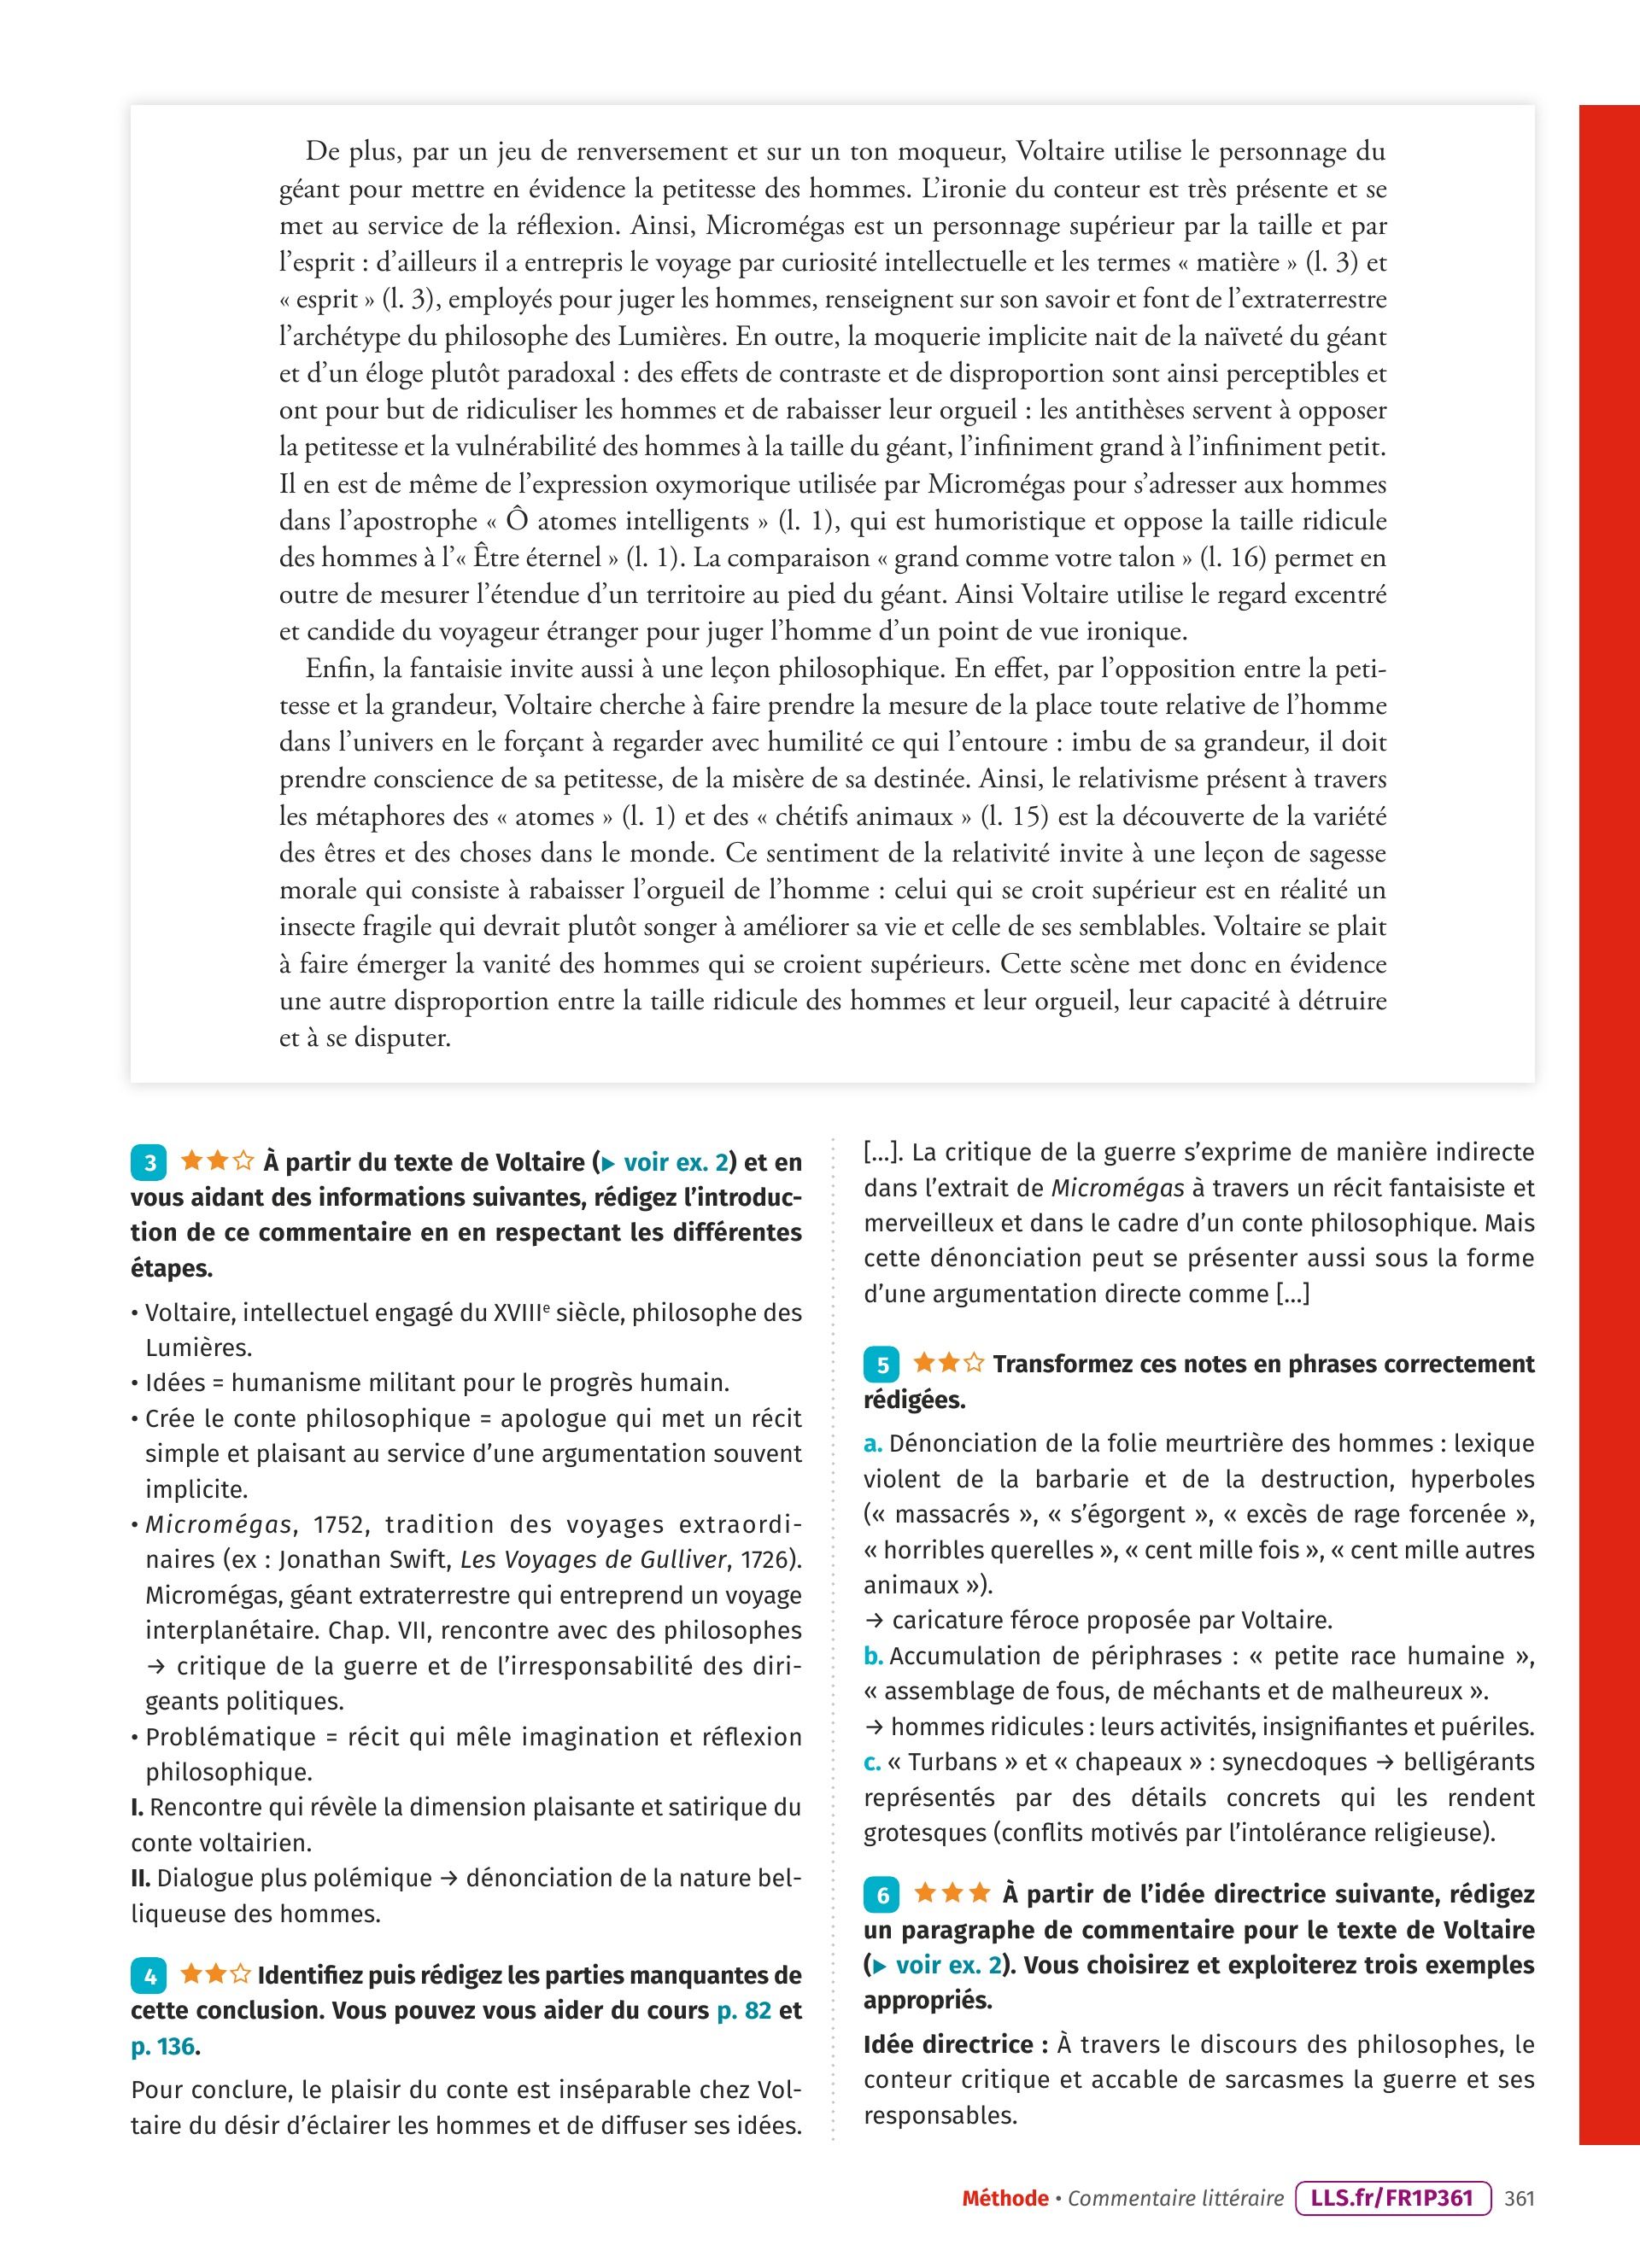 De plus, par un jeu de renversement et sur un ton moqueur, Voltaire utilise le personnage du
géant pour mettre en évidence la petitesse des hommes. L’ironie du conteur est très présente et se
met au service de la réflexion. Ainsi, Micromégas est un personnage supérieur par la taille et par
l’esprit : d’ailleurs il a entrepris le voyage par curiosité intellectuelle et les termes « matière » (l. 3) et
« esprit » (l. 3), employés pour juger les hommes, renseignent sur son savoir et font de l’extraterrestre
l’archétype du philosophe des Lumières. En outre, la moquerie implicite nait de la naïveté du géant
et d’un éloge plutôt paradoxal : des effets de contraste et de disproportion sont ainsi perceptibles et
ont pour but de ridiculiser les hommes et de rabaisser leur orgueil : les antithèses servent à opposer
la petitesse et la vulnérabilité des hommes à la taille du géant, l’infiniment grand à l’infiniment petit.
Il en est de même de l’expression oxymorique utilisée par Micromégas pour s’adresser aux hommes
dans l’apostrophe « Ô atomes intelligents » (l. 1), qui est humoristique et oppose la taille ridicule
des hommes à l’« Être éternel » (l. 1). La comparaison « grand comme votre talon » (l. 16) permet en
outre de mesurer l’étendue d’un territoire au pied du géant. Ainsi Voltaire utilise le regard excentré
et candide du voyageur étranger pour juger l’homme d’un point de vue ironique.
Enfin, la fantaisie invite aussi à une leçon philosophique. En effet, par l’opposition entre la peti-
tesse et la grandeur, Voltaire cherche à faire prendre la mesure de la place toute relative de l’homme
dans l’univers en le forçant à regarder avec humilité ce qui l’entoure : imbu de sa grandeur, il doit
prendre conscience de sa petitesse, de la misère de sa destinée. Ainsi, le relativisme présent à travers
les métaphores des « atomes » (l. 1) et des « chétifs animaux » (l. 15) est la découverte de la variété
des êtres et des choses dans le monde. Ce sentiment de la relativité invite à une leçon de sagesse
morale qui consiste à rabaisser l’orgueil de l’homme : celui qui se croit supérieur est en réalité un
insecte fragile qui devrait plutôt songer à améliorer sa vie et celle de ses semblables. Voltaire se plait
à faire émerger la vanité des hommes qui se croient supérieurs. Cette scène met donc en évidence
une autre disproportion entre la taille ridicule des hommes et leur orgueil, leur capacité à détruire
et à se disputer.
3 ★★☆ À partir du texte de Voltaire (▶ voir ex. 2) et en
vous aidant des informations suivantes, rédigez l’introduc-
tion de ce commentaire en en respectant les différentes
étapes.
• Voltaire, intellectuel engagé du XVIIIe siècle, philosophe des
Lumières.
• Idées = humanisme militant pour le progrès humain.
• Crée le conte philosophique = apologue qui met un récit
simple et plaisant au service d’une argumentation souvent
implicite.
• Micromégas, 1752, tradition des voyages extraordi-
naires (ex : Jonathan Swift, Les Voyages de Gulliver, 1726).
Micromégas, géant extraterrestre qui entreprend un voyage
interplanétaire. Chap. VII, rencontre avec des philosophes
→ critique de la guerre et de l’irresponsabilité des diri-
geants politiques.
• Problématique = récit qui mêle imagination et réflexion
philosophique.
I. Rencontre qui révèle la dimension plaisante et satirique du
conte voltairien.
II. Dialogue plus polémique → dénonciation de la nature bel-
liqueuse des hommes.
4 ★★☆ Identifiez puis rédigez les parties manquantes de
cette conclusion. Vous pouvez vous aider du cours p. 82 et
p. 136.
Pour conclure, le plaisir du conte est inséparable chez Vol-
taire du désir d’éclairer les hommes et de diffuser ses idées.
[…]. La critique de la guerre s’exprime de manière indirecte
dans l’extrait de Micromégas à travers un récit fantaisiste et
merveilleux et dans le cadre d’un conte philosophique. Mais
cette dénonciation peut se présenter aussi sous la forme
d’une argumentation directe comme […]
5 ★★☆ Transformez ces notes en phrases correctement
rédigées.
a. Dénonciation de la folie meurtrière des hommes : lexique
violent de la barbarie et de la destruction, hyperboles
(« massacrés », « s’égorgent », « excès de rage forcenée »,
« horribles querelles », « cent mille fois », « cent mille autres
animaux »).
→ caricature féroce proposée par Voltaire.
b. Accumulation de périphrases : « petite race humaine »,
« assemblage de fous, de méchants et de malheureux ».
→ hommes ridicules : leurs activités, insignifiantes et puériles.
c. « Turbans » et « chapeaux » : synecdoques → belligérants
représentés par des détails concrets qui les rendent
grotesques (conflits motivés par l’intolérance religieuse).
6 ★★★ À partir de l’idée directrice suivante, rédigez
un paragraphe de commentaire pour le texte de Voltaire
(▶ voir ex. 2). Vous choisirez et exploiterez trois exemples
appropriés.
Idée directrice : À travers le discours des philosophes, le
conteur critique et accable de sarcasmes la guerre et ses
responsables.
Méthode • Commentaire littéraire LLS.fr/FR1P361 361